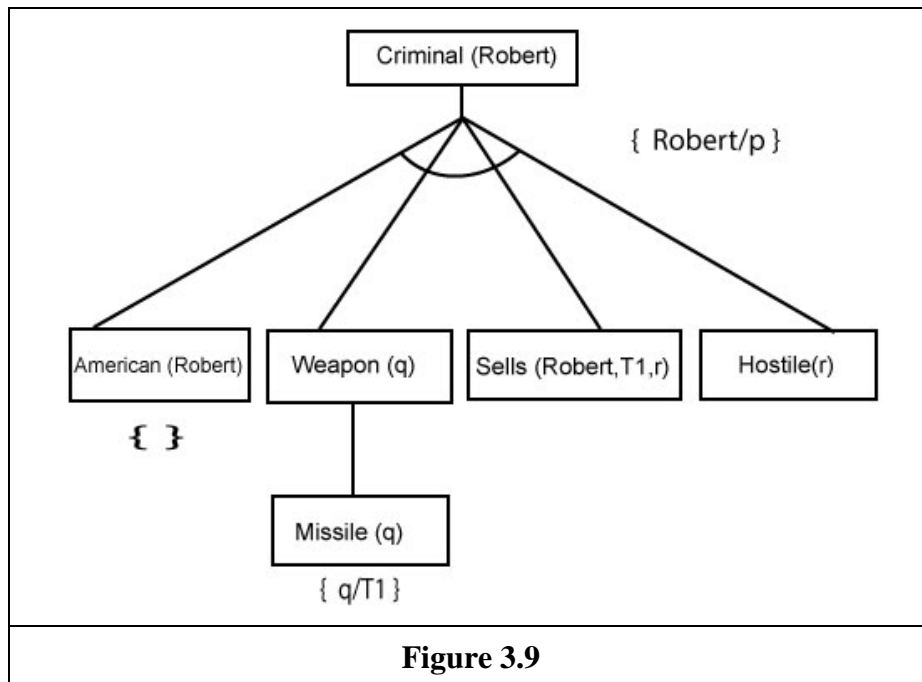 Criminal (Robert)
{ Robert/p }
American (Robert)
Weapon (q)
Sells (Robert,T1,r)
Hostile(r)
{ }
Missile (q)
{ q/T1 }
Figure 3.9